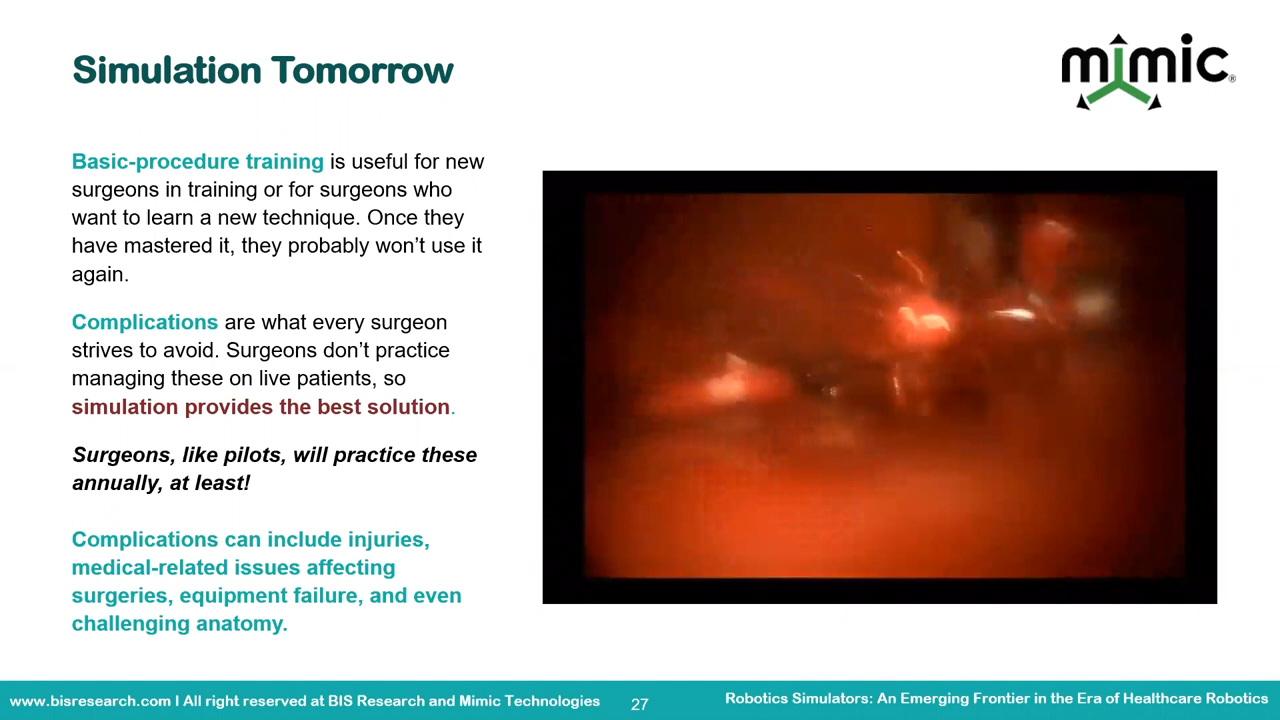 Simulation Tomorrow
mimic®
Basic-procedure training is useful for new
surgeons in training or for surgeons who
want to learn a new technique. Once they
have mastered it, they probably won’t use it
again.
Complications are what every surgeon
strives to avoid. Surgeons don’t practice
managing these on live patients, so
simulation provides the best solution.
Surgeons, like pilots, will practice these
annually, at least!
Complications can include injuries,
medical-related issues affecting
surgeries, equipment failure, and even
challenging anatomy.
www.bisresearch.com I All right reserved at BIS Research and Mimic Technologies
27
Robotics Simulators: An Emerging Frontier in the Era of Healthcare Robotics